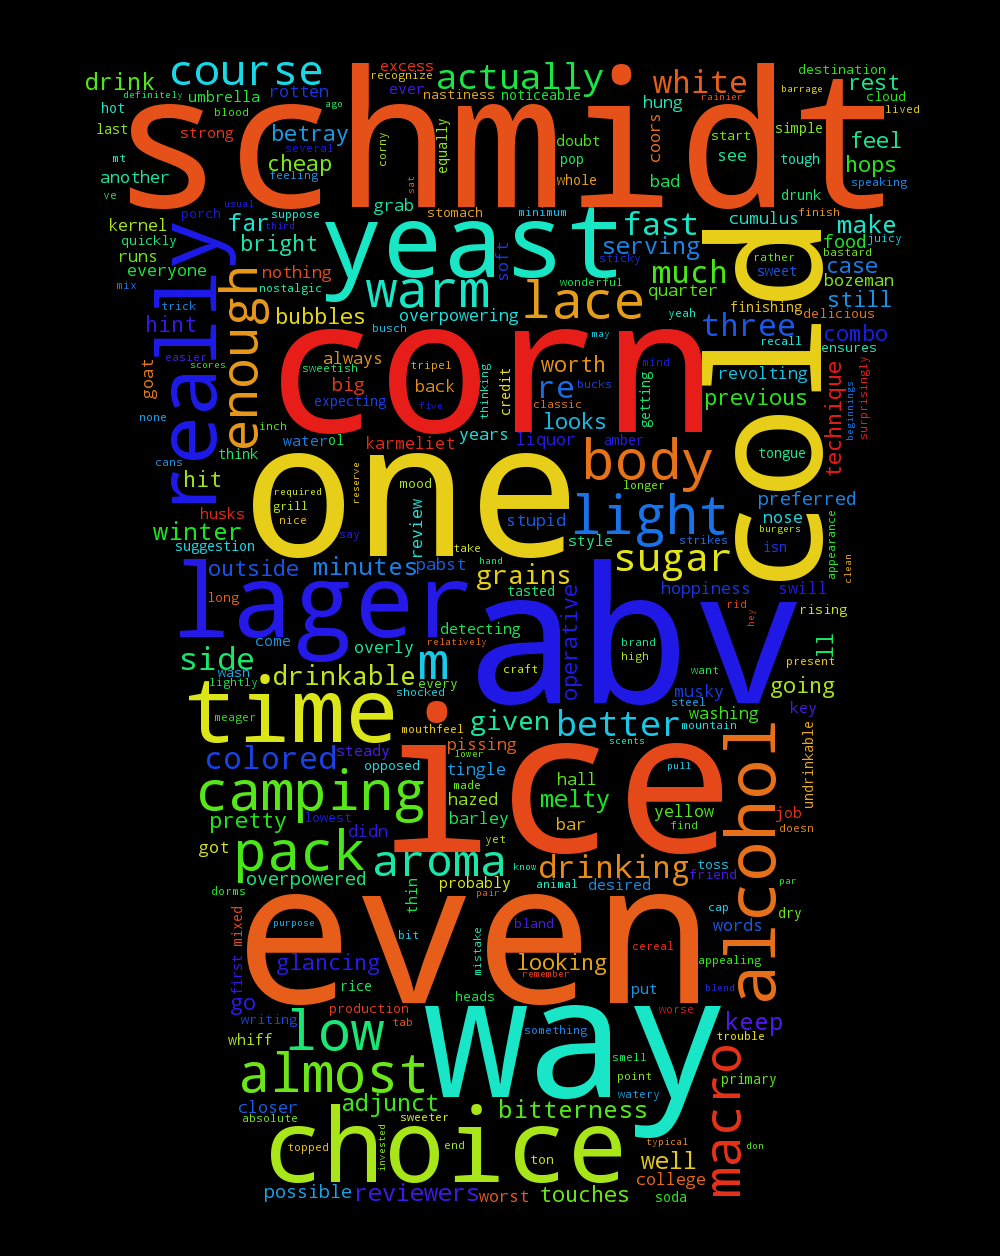 excess
course
recognize
actually
white
destination
drink
rotten
ever
rest
definitely
umbrella
nastiness
noticeable
hung
rainier
barrage
cloud
hot
ago
blood
lived
schmidt
last
strong
betray
corny
equally
doubt
coors
start
simple
feel
mt
several
pop
see
tough
hops
another
cheap
feeling
sat
whole
bad
drunk
speaking
ve
usual
grab
stomach
minimum
finish
kernel
porch
far
suppose
third
yeast
fast
cumulus
make
quickly
bright
soft
serving
cold
food
juicy
runs
really
sticky
rather
bastard
everyone
nothing
warm
wonderful
much
sweet
case
mix
enough
nostalgic
lace
quarter
bozeman
trick
bubbles
overpowering
yeah
finishing
still
hint
busch
may
three
delicious
combo
easier
corn
recall
ensures
goat
scores
always
tripel
worth
mind
sweetish
big
back
thinking
credit
re
bucks
revolting
technique
surprisingly
beginnings
none
expecting
five
classic
getting
previous
inch
looks
water
ol
karmeliet
years
liquor
amber
think
one
body
tongue
cans
hit
required
reserve
mood
longer
preferred
husks
grill
nice
review
stupid
light
nose
burgers
winter
say
take
style
strikes
isn
appearance
clean
suggestion
hand
sugar
outside
minutes
pabst
grains
long
lager
tasted
operative
hoppiness
swill
abv
rid
hey
rising
come
detecting
relatively
brand
high
ll
side
overly
m
craft
want
present
wash
lightly
drinkable
every
musky
going
time
shocked
steel
meager
ice
mouthfeel
given
better
washing
mountain
key
colored
steady
pissing
scents
lower
alcohol
undrinkable
opposed
tingle
hall
pull
camping
made
hazed
melty
yellow
job
pretty
lowest
didn
barley
bar
find
doesn
got
pack
yet
aroma
know
drinking
toss
overpowered
thin
probably
animal
desired
friend
par
dorms
pair
cap
even
dry
purpose
first
mixed
bit
mistake
bland
words
glancing
looking
cereal
appealing
remember
rice
put
blend
go
heads
production
way
worse
keep
writing
tab
something
trouble
whiff
low
smell
macro
almost
point
primary
closer
adjunct
watery
absolute
sweeter
bitterness
choice
topped
invested
end
typical
don
ton
well
college
possible
reviewers
worst
touches
soda